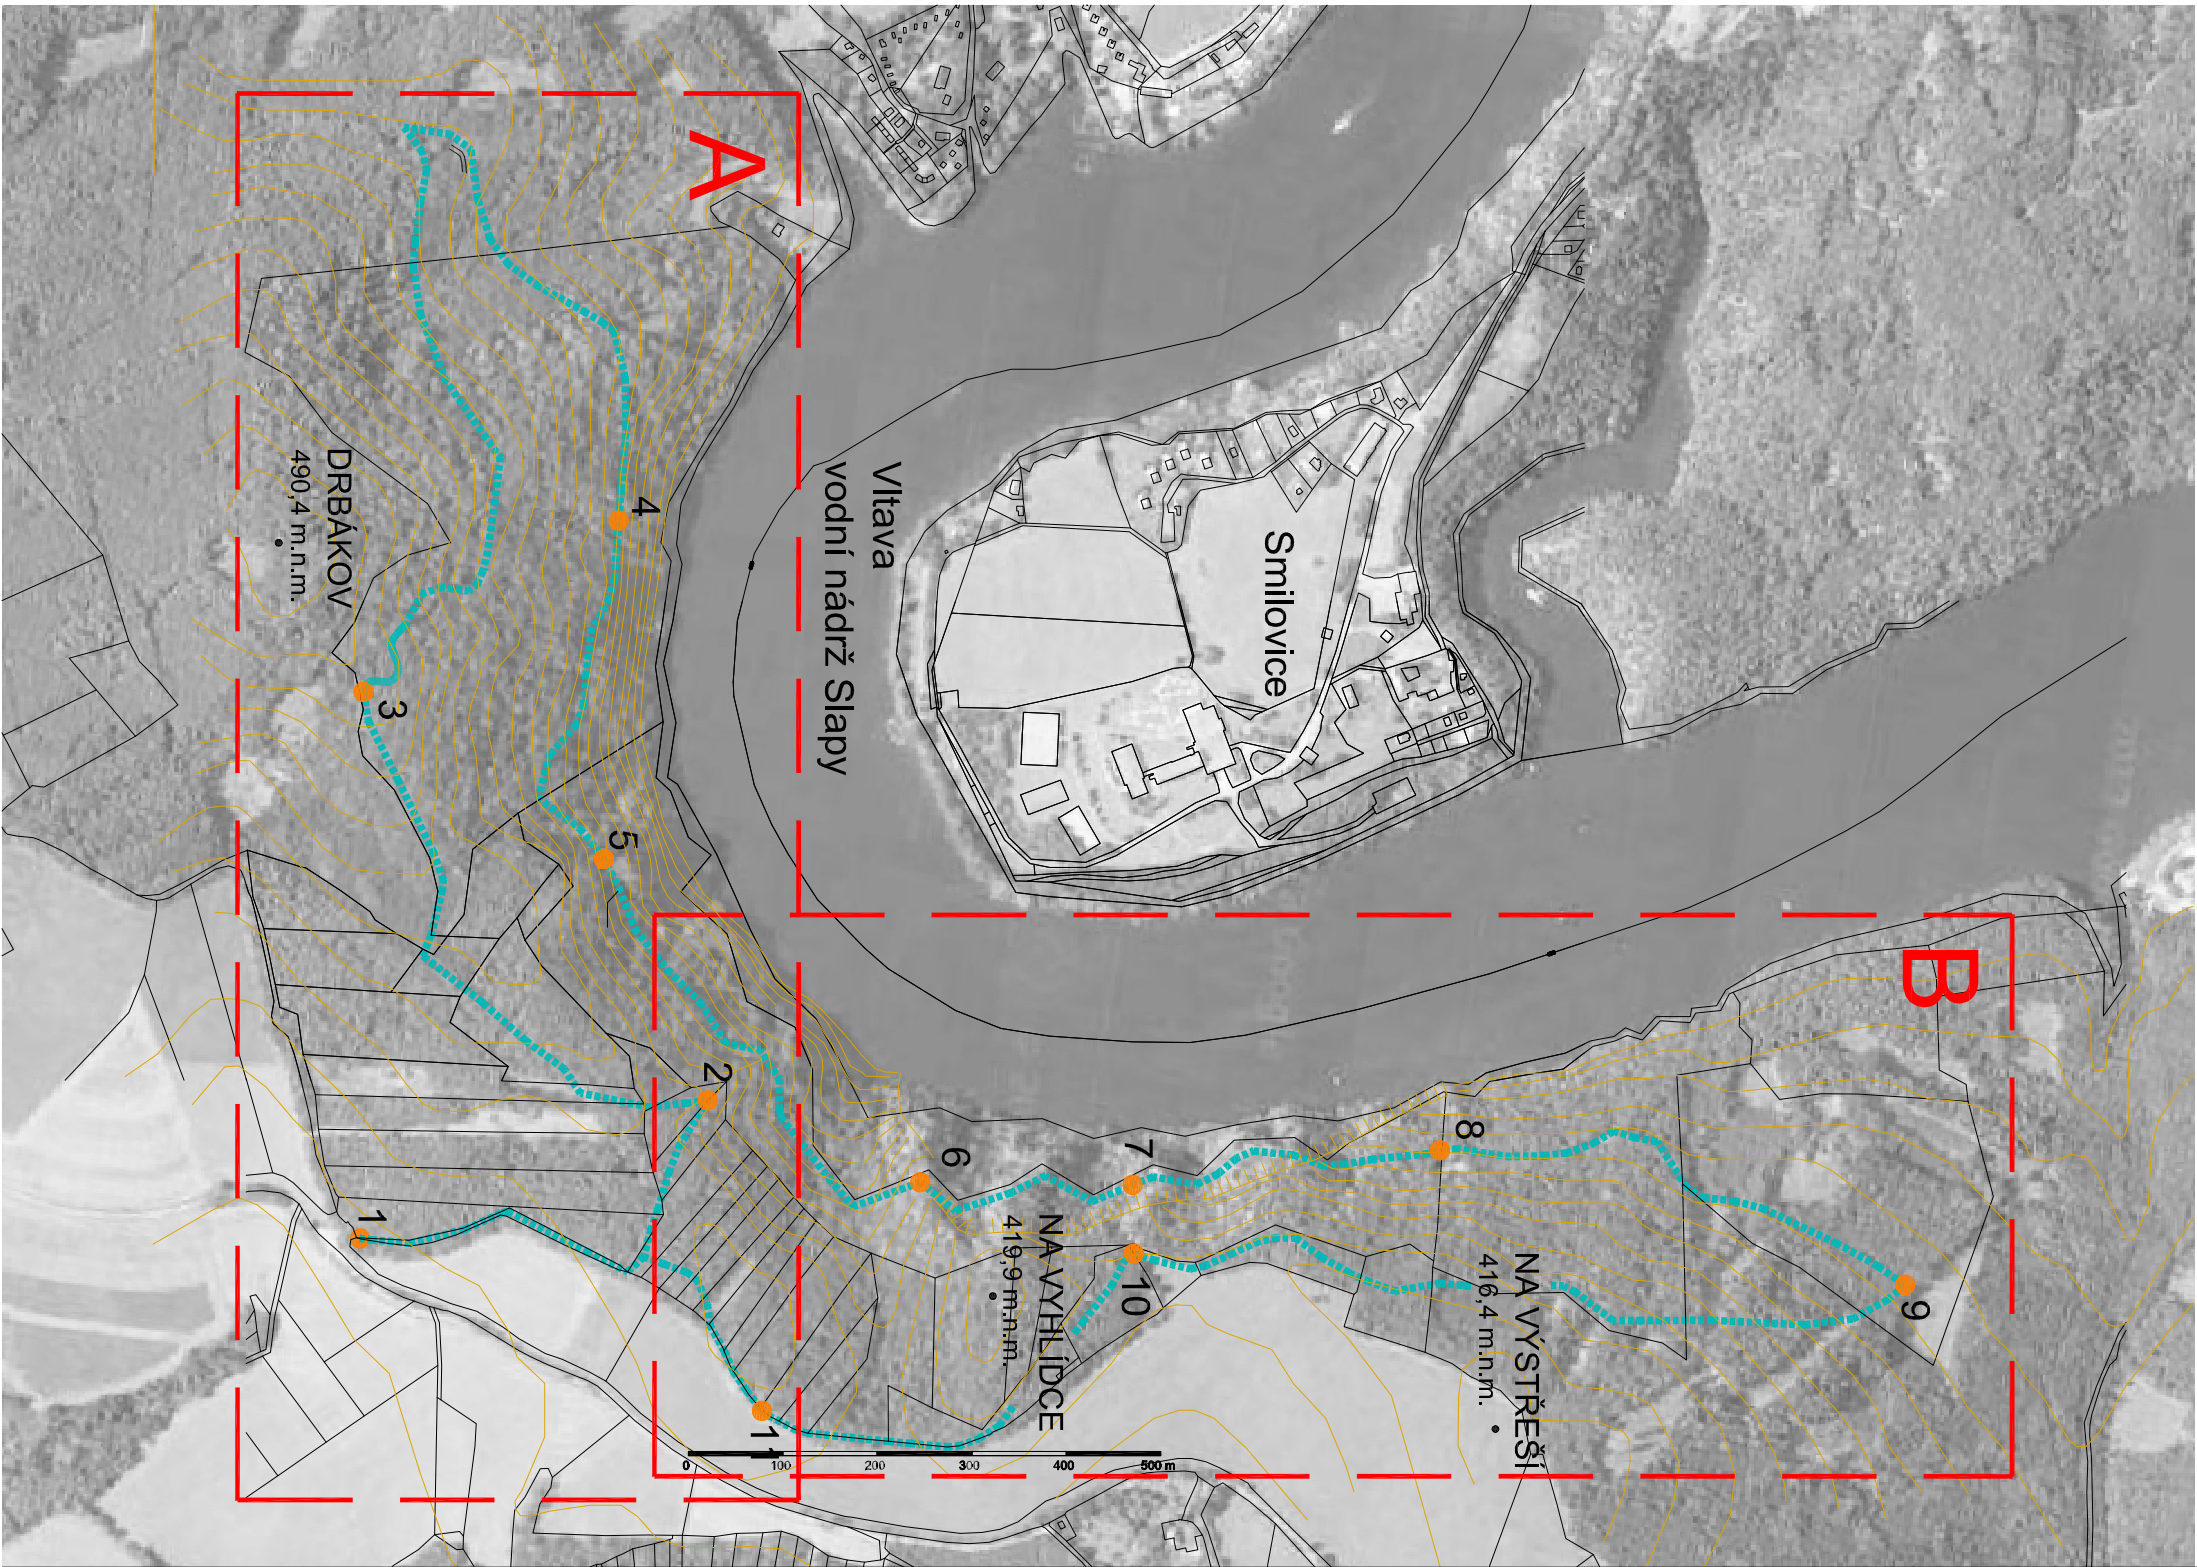 A
B
Vltava
vodní nádrž Slapy
Smilovice
DRBÁKOV
490,4 m.n.m.
4
3
5
2
1
6
7
8
9
10
11
NA VYHLÍDCE
419,9 m.n.m.
NA VÝSTŘEŠÍ
416,4 m.n.m.
0 100 200 300 400 500 m